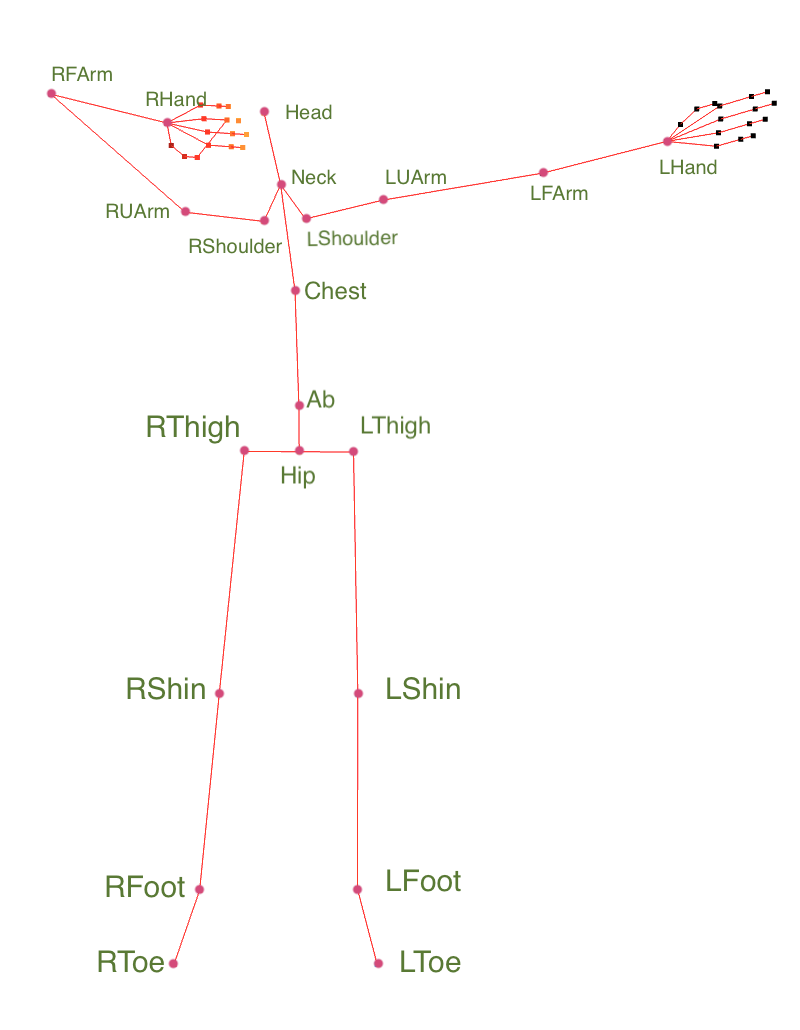 RFArm
RHand
Head
Neck
LUArm
LHand
LFArm
RUArm
RShoulder
LShoulder
Chest
Ab
RThigh
LThigh
Hip
RShin
LShin
RFoot
LFoot
RToe
LToe